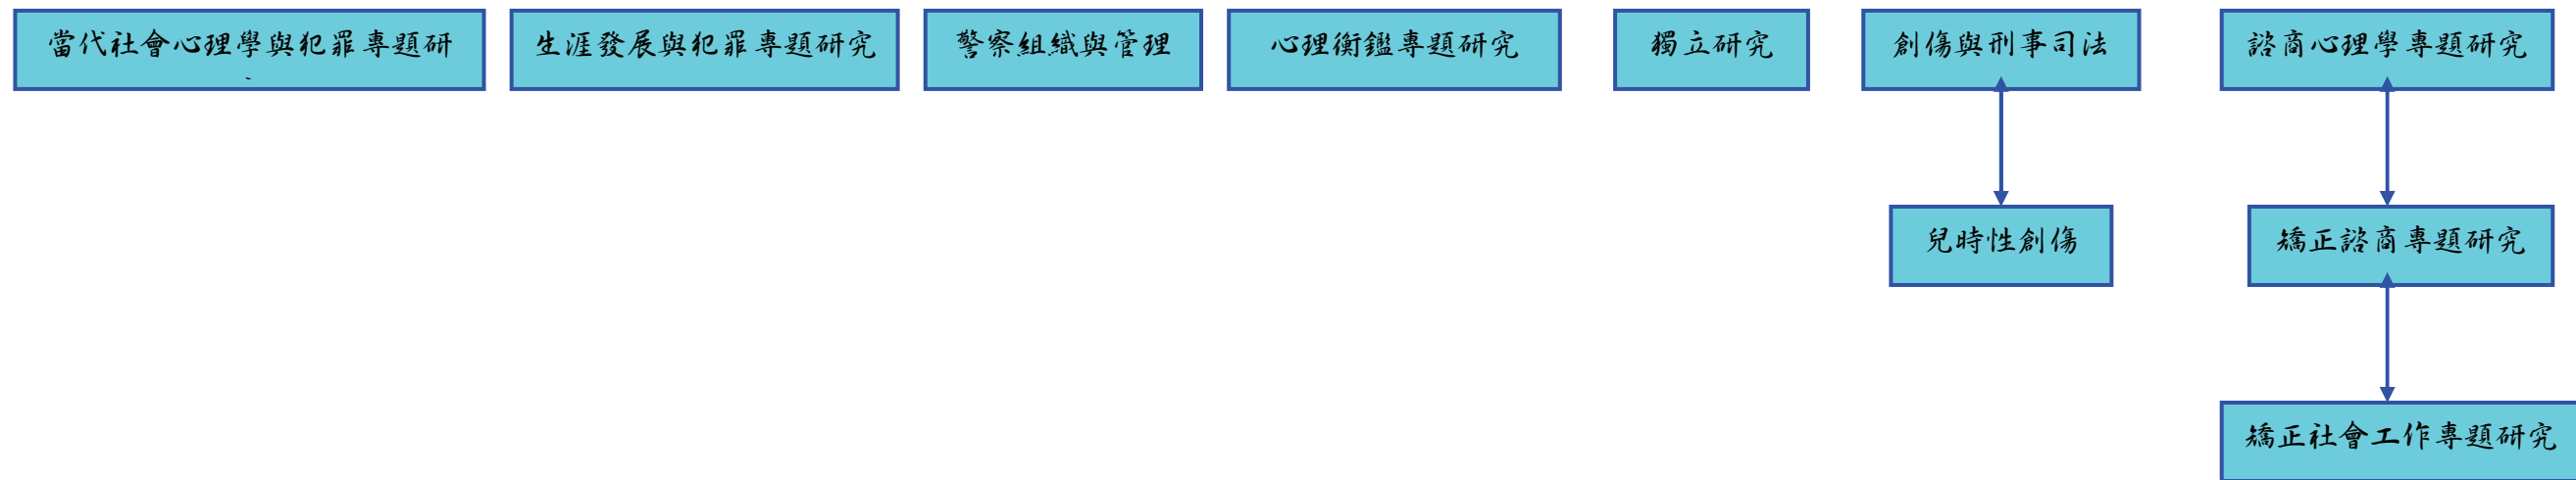 當代社會心理學與犯罪專題研
生涯發展與犯罪專題研究
警察組織與管理
心理衡鑑專題研究
獨立研究
創傷與刑事司法
諮商心理學專題研究
兒時性創傷
矯正諮商專題研究
矯正社會工作專題研究